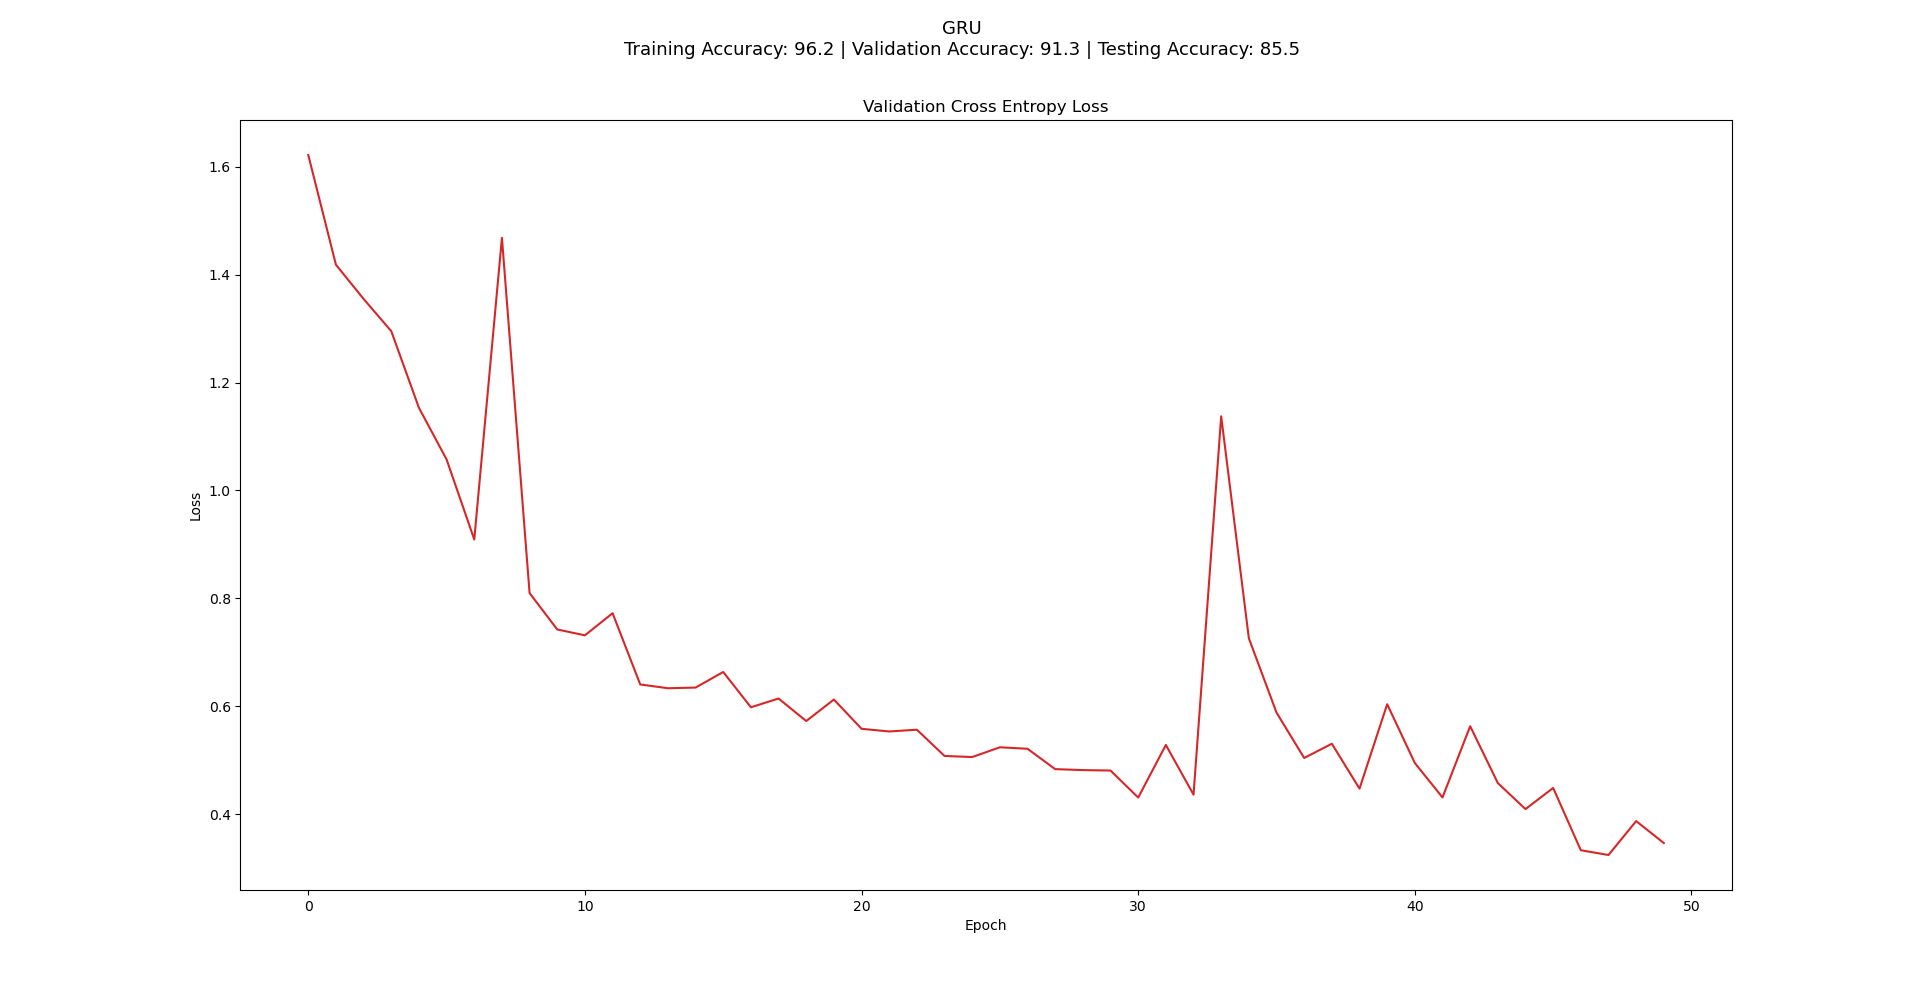 GRU
Training Accuracy: 96.2 | Validation Accuracy: 91.3 | Testing Accuracy: 85.5
Validation Cross Entropy Loss
1.6
1.4
1.2
1.0
0.8
0.6
0.4
Loss
0 10 20 30 40 50
Epoch